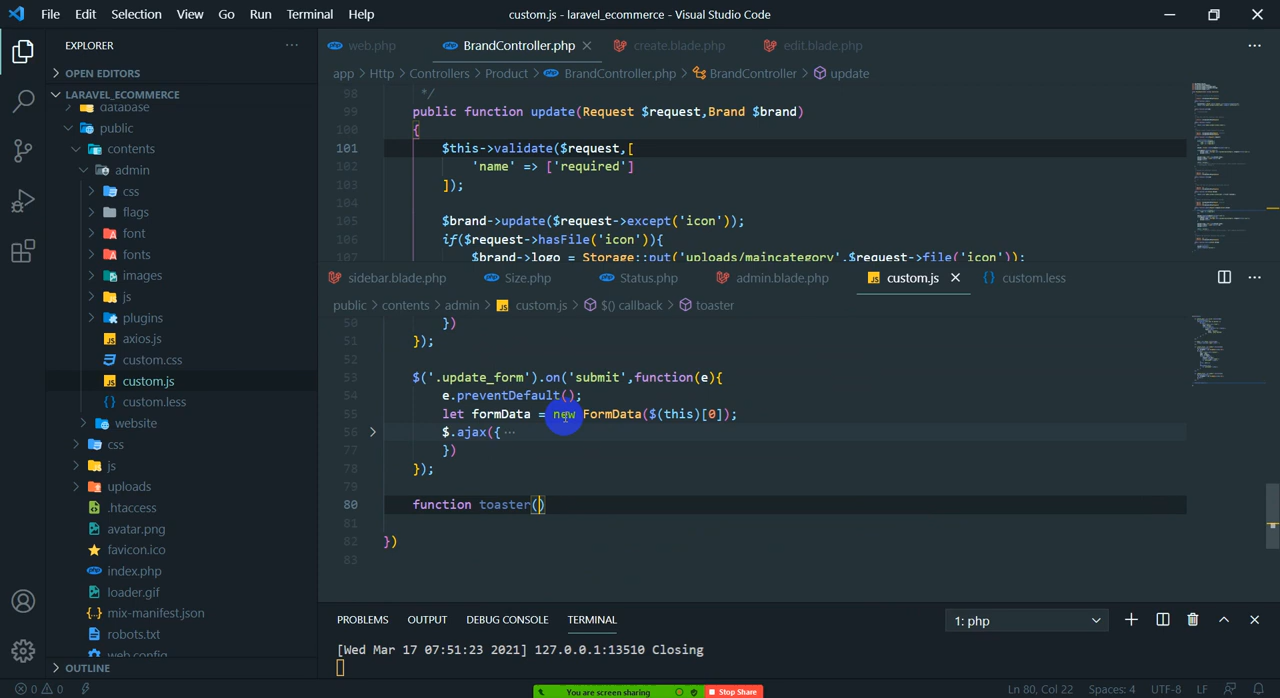 File Edit Selection View Go Run Terminal Help
custom.js - laravel_ecommerce - Visual Studio Code
EXPLORER
OPEN EDITORS
LARAVEL_ECOMMERCE
database
public
contents
admin
css
flags
font
fonts
images
js
plugins
axios.js
custom.css
custom.js
custom.less
website
css
js
uploads
.htaccess
avatar.png
favicon.ico
index.php
loader.gif
mix-manifest.json
robots.txt
web.config
OUTLINE
web.php BrandController.php create.blade.php edit.blade.php
app > Http > Controllers > Product > BrandController.php > BrandController > update
98 */
99 public function update(Request $request,Brand $brand)
100 {
101 $this->validate($request,[
102 'name' => ['required']
103 ]);
104
105 $brand->update($request->except('icon'));
106 if($request->hasFile('icon')){
107 $brand->logo = Storage::put('uploads/maincategory',$request->file('icon'));
sidebar.blade.php Size.php Status.php admin.blade.php custom.js custom.less
public > contents > admin > custom.js > $() callback > toaster
50 })
51 });
52
53 $('.update_form').on('submit',function(e){
54 e.preventDefault();
55 let formData = new FormData($(this)[0]);
56 $.ajax({ ···
77 })
78 });
79
80 function toaster()
81
82 })
83
PROBLEMS OUTPUT DEBUG CONSOLE TERMINAL
1: php
[Wed Mar 17 07:51:23 2021] 127.0.0.1:13510 Closing
You are screen sharing Stop Share
0 0
Ln 80, Col 22 Spaces: 4 UTF-8 LF